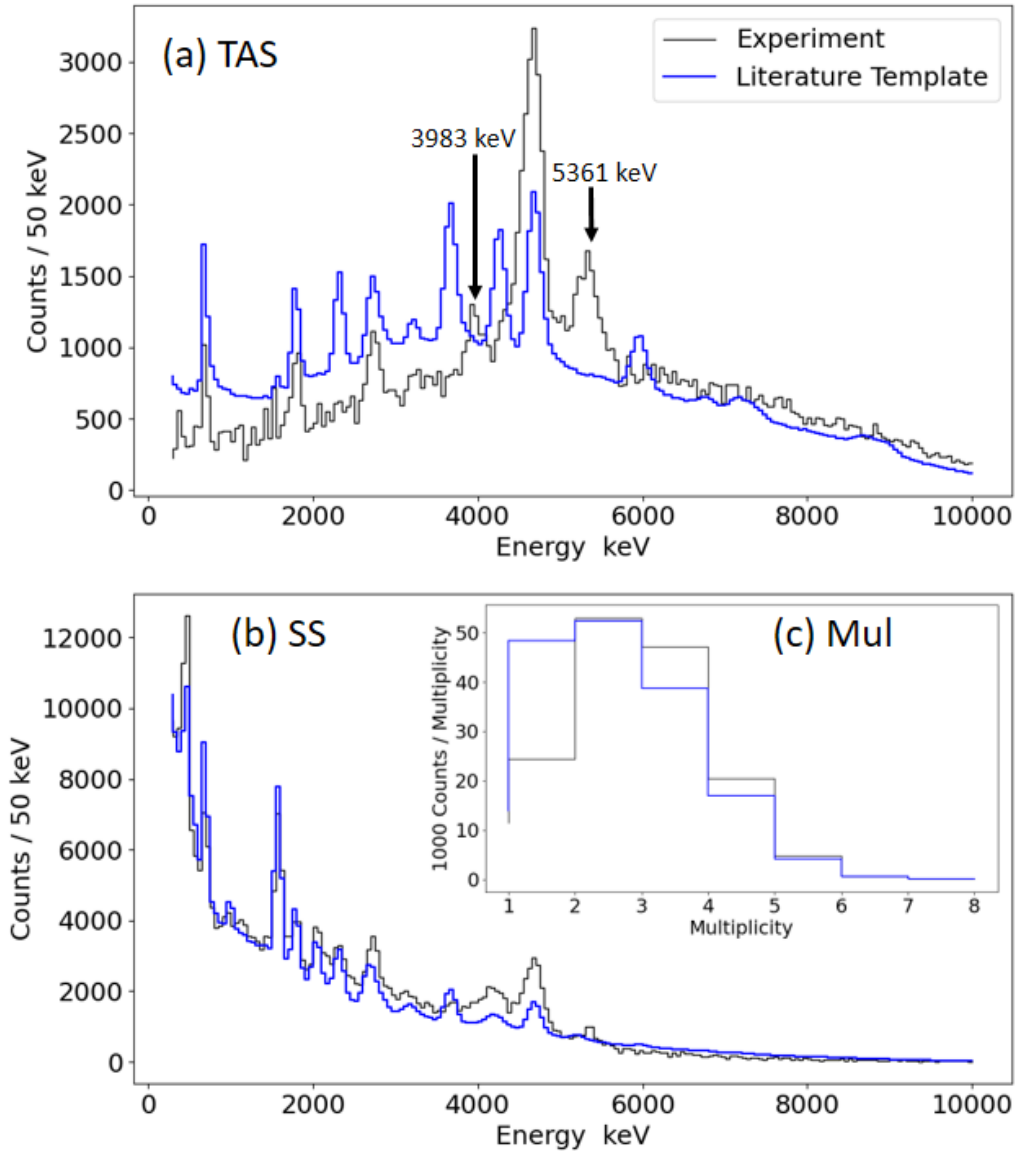 (a) TAS
Experiment
Literature Template
3983 keV
5361 keV
Counts / 50 keV
3000
2500
2000
1500
1000
500
0
0 2000 4000 6000 8000 10000
Energy keV
(b) SS
(c) Mul
Counts / 50 keV
12000
10000
8000
6000
4000
2000
0
1000 Counts / Multiplicity
50
40
30
20
10
0
1 2 3 4 5 6 7 8
Multiplicity
0 2000 4000 6000 8000 10000
Energy keV